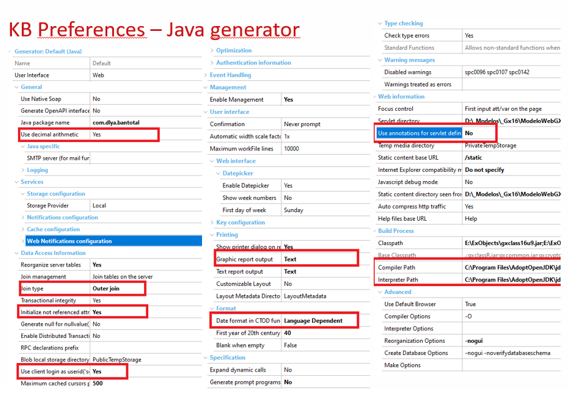 KB Preferences – Java generator
Generator: Default (Java)
Name Default
User Interface Web
General
Use Native Soap No
Generate OpenAPI interface No
Java package name com.dlya.bantotal
Use decimal arithmetic Yes
Java specific
SMTP server (for mail fun
Logging
Services
Storage configuration
Storage Provider Local
Notifications configuration
Cache configuration
Web Notifications configuration
Data Access Information
Reorganize server tables Yes
Join management Join tables on the server
Join type Outer join
Transactional integrity Yes
Initialize not referenced attr Yes
Generate null for nullvalue( No
Enable Distributed Transactio No
RPC declarations prefix
Blob local storage directory PublicTempStorage
Use client login as userid('s Yes
Maximum cached cursors p 500
Optimization
Authentication information
Event Handling
Management
Enable Management Yes
User interface
Confirmation Never prompt
Automatic width scale facto 1x
Maximum workFile lines 10000
Web interface
Datepicker
Enable Datepicker Yes
Show week numbers No
First day of week Sunday
Key configuration
Printing
Show printer dialog on re Yes
Graphic report output Text
Text report output Text
Customizable Layout No
Layout Metadata Directo LayoutMetadata
Format
Date format in CTOD fun Language Dependent
First year of 20th century 40
Blank when empty False
Specification
Expand dynamic calls No
Generate prompt programs No
Type checking
Check type errors Yes
Standard Functions Allows non-standard functions when
Warning messages
Disabled warnings spc0096 spc0107 spc0142
Warnings treated as errors
Web information
Focus control First input att/var on the page
Servlet directory D:\_Modelos\_Gx16\ModeloWebGX
Use annotations for servlet defin No
Temp media directory PrivateTempStorage
Static content base URL /static
Internet Explorer compatibility m Do not specify
Javascript debug mode No
Static content directory seen fro D:\_Modelos\_Gx16\ModeloWebGX
Auto compress http traffic Yes
Help files base URL Help
Build Process
Classpath
Base Classpath
Compiler Path C:\Program Files\AdoptOpenJDK\jd
Interpreter Path C:\Program Files\AdoptOpenJDK\jd
Advanced
Use Default Browser True
Compiler Options -O
Interpreter Options
Reorganization Options -nogui
Create Database Options -nogui -noverifydatabaseschema
Make Options